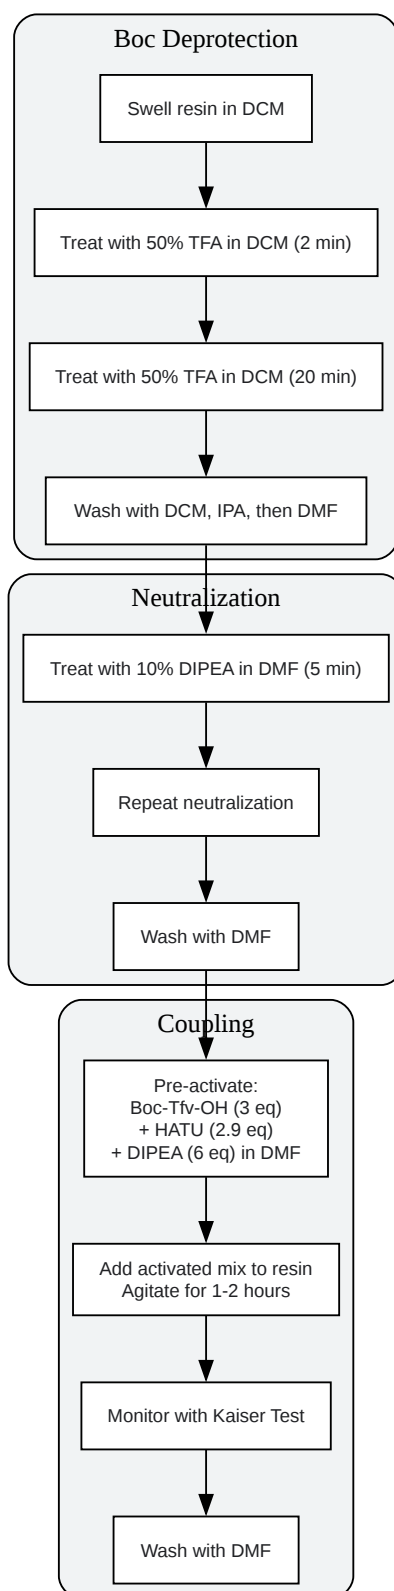 Boc Deprotection
Swell resin in DCM
Treat with 50% TFA in DCM (2 min)
Treat with 50% TFA in DCM (20 min)
Wash with DCM, IPA, then DMF
Neutralization
Treat with 10% DIPEA in DMF (5 min)
Repeat neutralization
Wash with DMF
Coupling
Pre-activate:
Boc-Tfv-OH (3 eq)
+ HATU (2.9 eq)
+ DIPEA (6 eq) in DMF
Add activated mix to resin
Agitate for 1-2 hours
Monitor with Kaiser Test
Wash with DMF